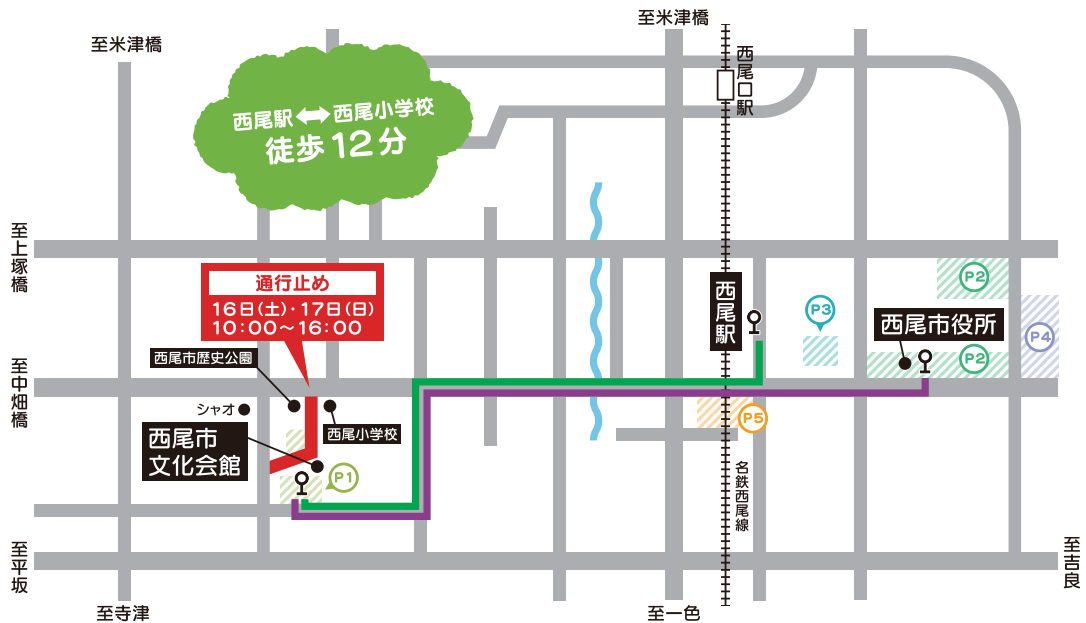 至米津橋
至米津橋
西尾口駅
西尾駅⟷西尾小学校
徒歩12分
至上塚橋
通行止め
16日(土)・17日(日)
10:00～16:00
西尾駅
P3
P2
西尾市役所
P4
P2
西尾市歴史公園
至中畑橋
シャオ
西尾小学校
P5
西尾市
文化会館
P1
名鉄西尾線
至平坂
至吉良
至寺津
至一色